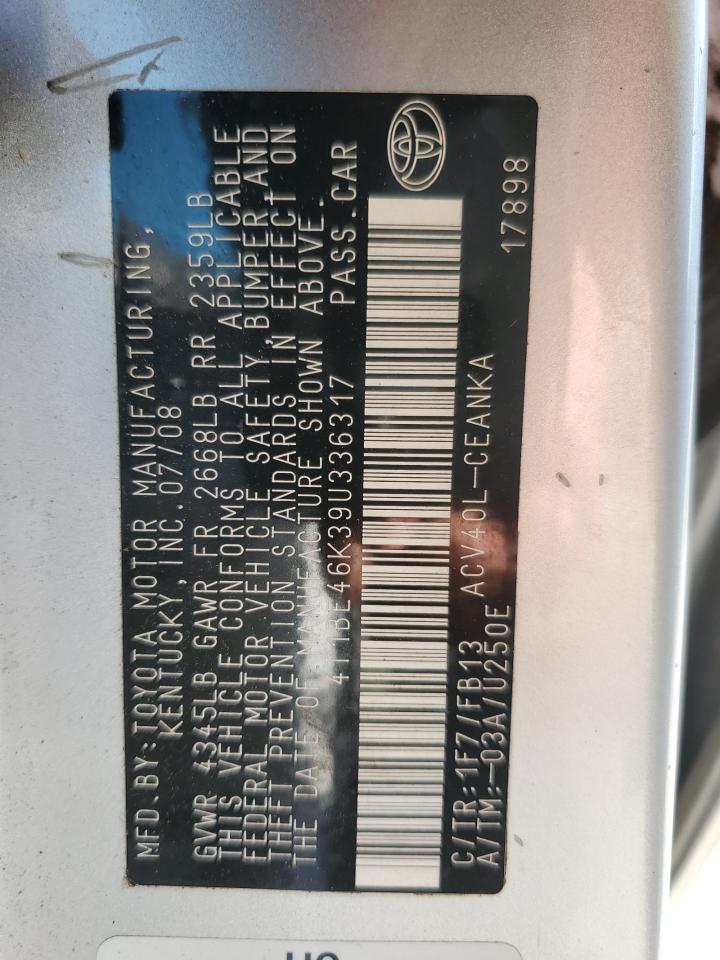 MFD.BY:TOYOTA MOTOR MANUFACTURING,
KENTUCKY,INC.07/08
GVWR 4345LB GAWR FR 2668LB RR 2359LB
THIS VEHICLE CONFORMS TO ALL APPLICABLE
FEDERAL MOTOR VEHICLE SAFETY,BUMPER,AND
THEFT PREVENTION STANDARDS IN EFFECT ON
THE DATE OF MANUFACTURE SHOWN ABOVE.
4T1BE46K39U336317 PASS.CAR
C/TR:1F7/FB13 ACV40L-CEANKA
A/TM:-03A/U250E 17898